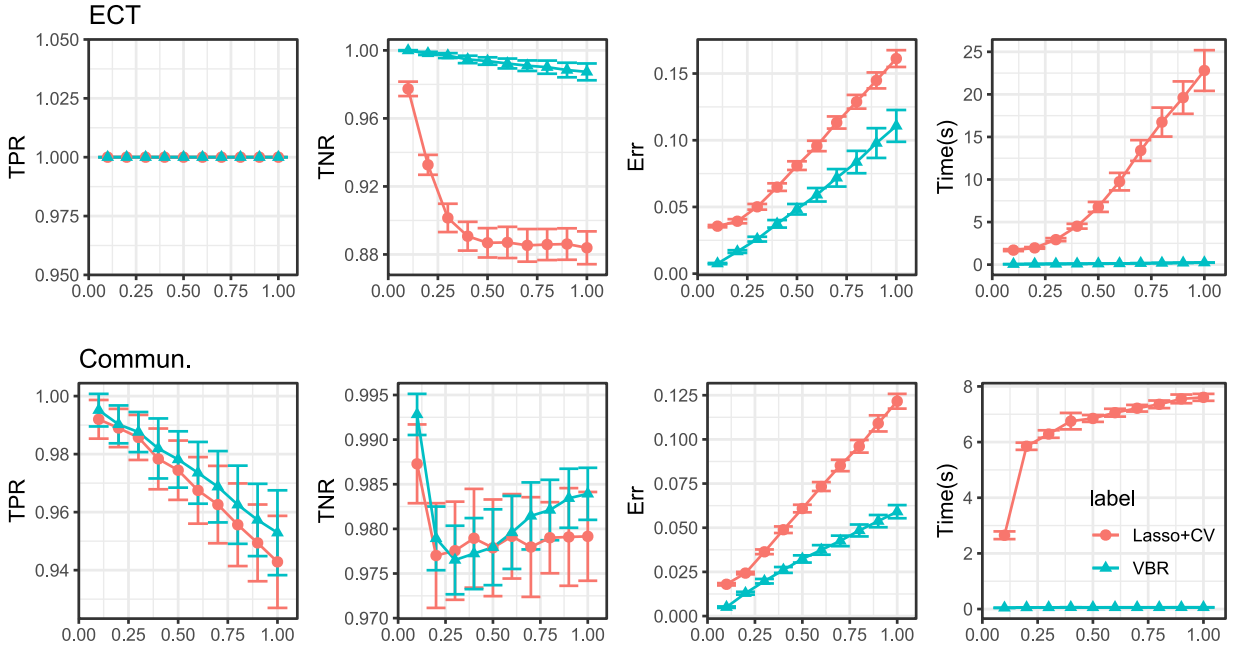 ECT
TPR
1.050
1.025
1.000
0.975
0.950
0.00 0.25 0.50 0.75 1.00
TNR
1.00
0.96
0.92
0.88
0.00 0.25 0.50 0.75 1.00
Err
0.15
0.10
0.05
0.00
0.00 0.25 0.50 0.75 1.00
Time(s)
25
20
15
10
5
0
0.00 0.25 0.50 0.75 1.00
Commun.
TPR
1.00
0.98
0.96
0.94
0.00 0.25 0.50 0.75 1.00
TNR
0.995
0.990
0.985
0.980
0.975
0.970
0.00 0.25 0.50 0.75 1.00
Err
0.125
0.100
0.075
0.050
0.025
0.000
0.00 0.25 0.50 0.75 1.00
Time(s)
8
6
4
2
0
label
Lasso+CV
VBR
0.00 0.25 0.50 0.75 1.00